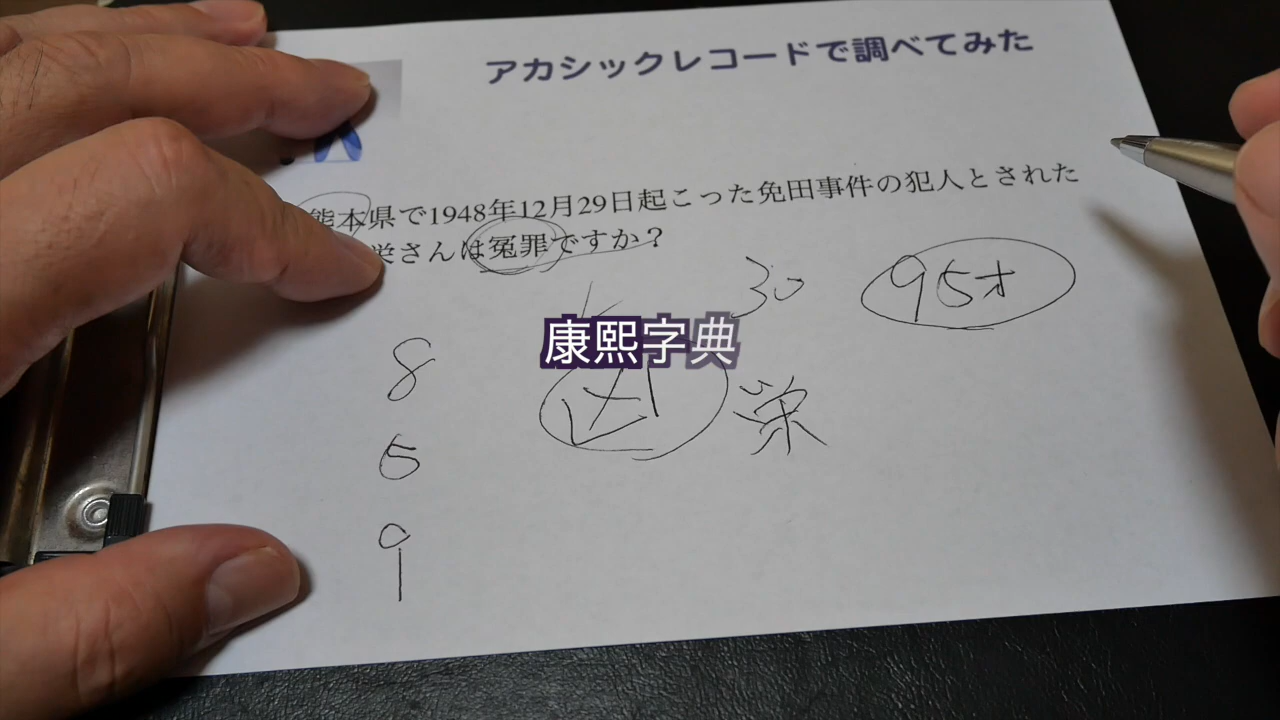 アカシックレコードで調べてみた
熊本県で1948年12月29日起こった免田事件の犯人とされた
栄さんは冤罪ですか？
30
95才
康熙字典
8
凶
栄
5
9